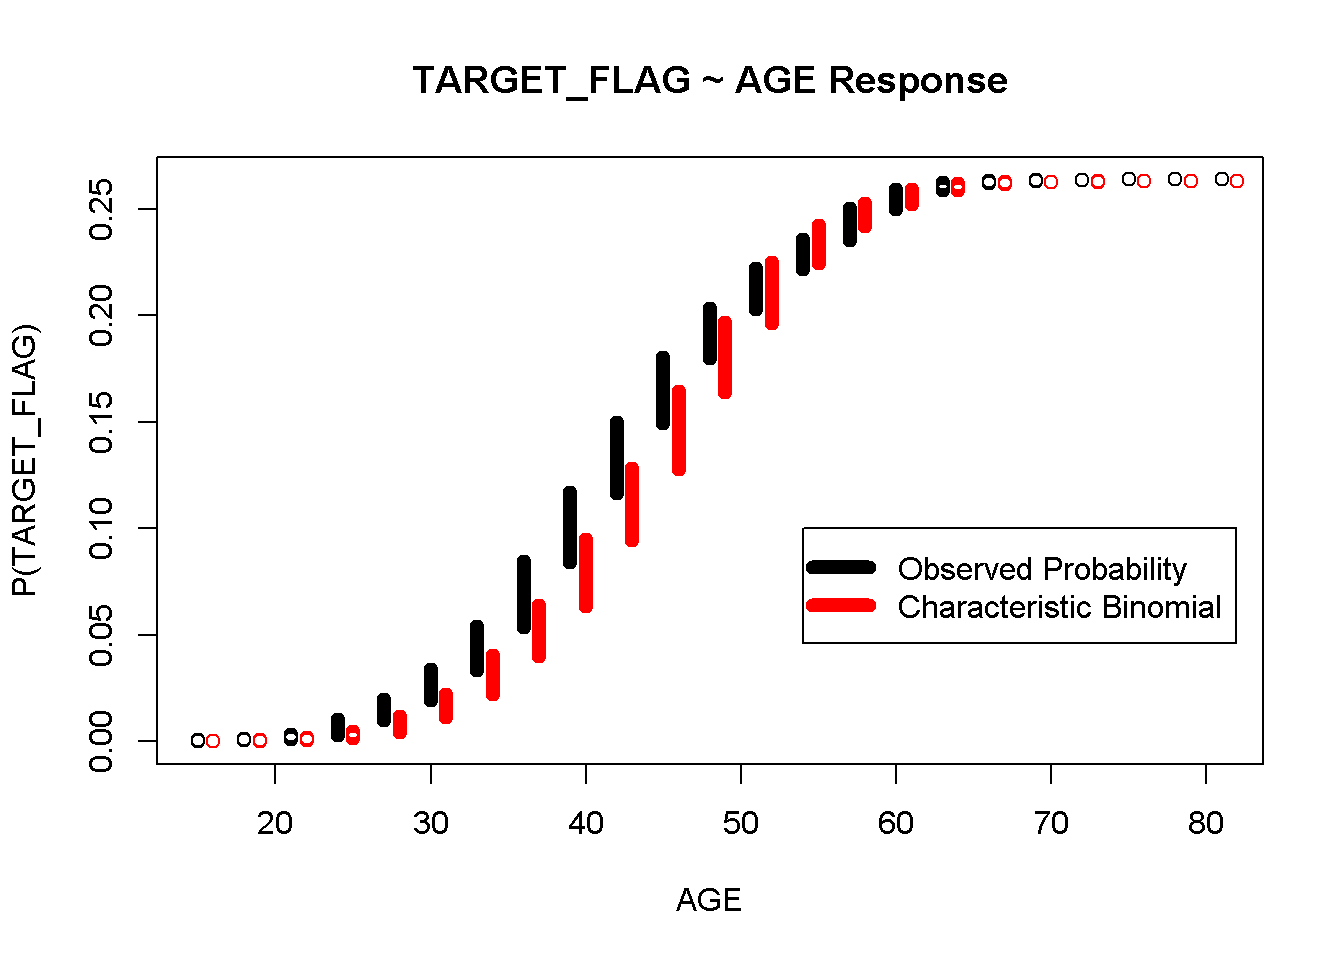 TARGET_FLAG ~ AGE Response
P(TARGET_FLAG)
0.25
0.20
0.15
0.10
0.05
0.00
Observed Probability
Characteristic Binomial
20 30 40 50 60 70 80
AGE